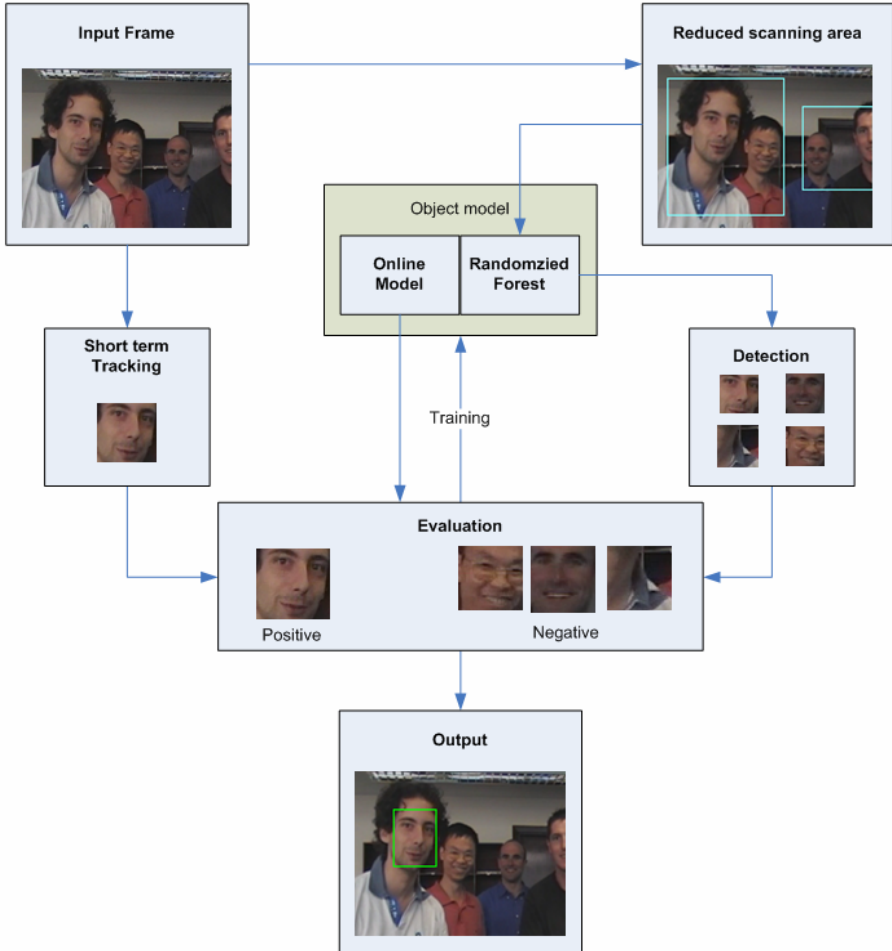 Input Frame
Reduced scanning area
Object model
Online
Model
Randomzied
Forest
Short term
Tracking
Detection
Training
Evaluation
Positive
Negative
Output